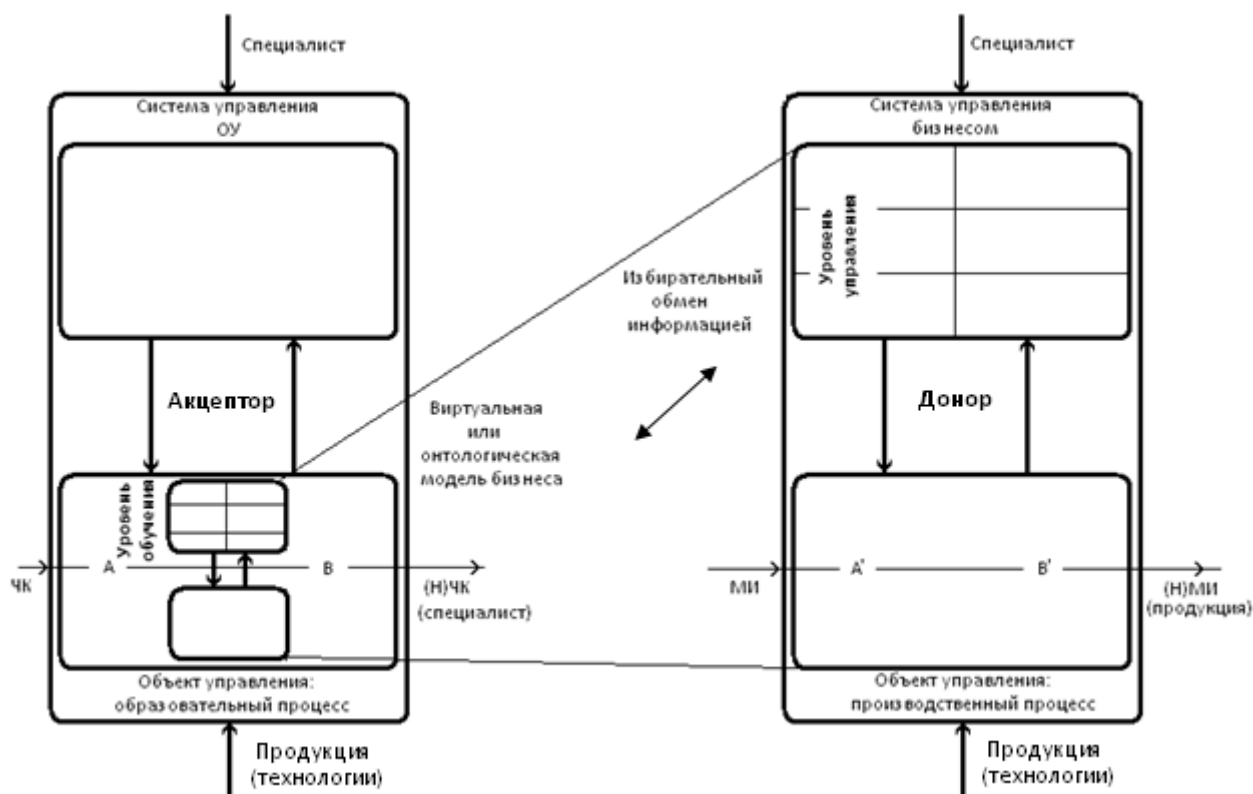 Специалист
Система управления
ОУ
Акцептор
Уровень
обучения
ЧК
А
В
(Н)ЧК
(специалист)
Объект управления:
образовательный процесс
Продукция
(технологии)
Избирательный
обмен
информацией
Виртуальная
или
онтологическая
модель бизнеса
Специалист
Система управления
бизнесом
Уровень
управления
Донор
МИ
А'
В'
(Н)МИ
(продукция)
Объект управления:
производственный процесс
Продукция
(технологии)